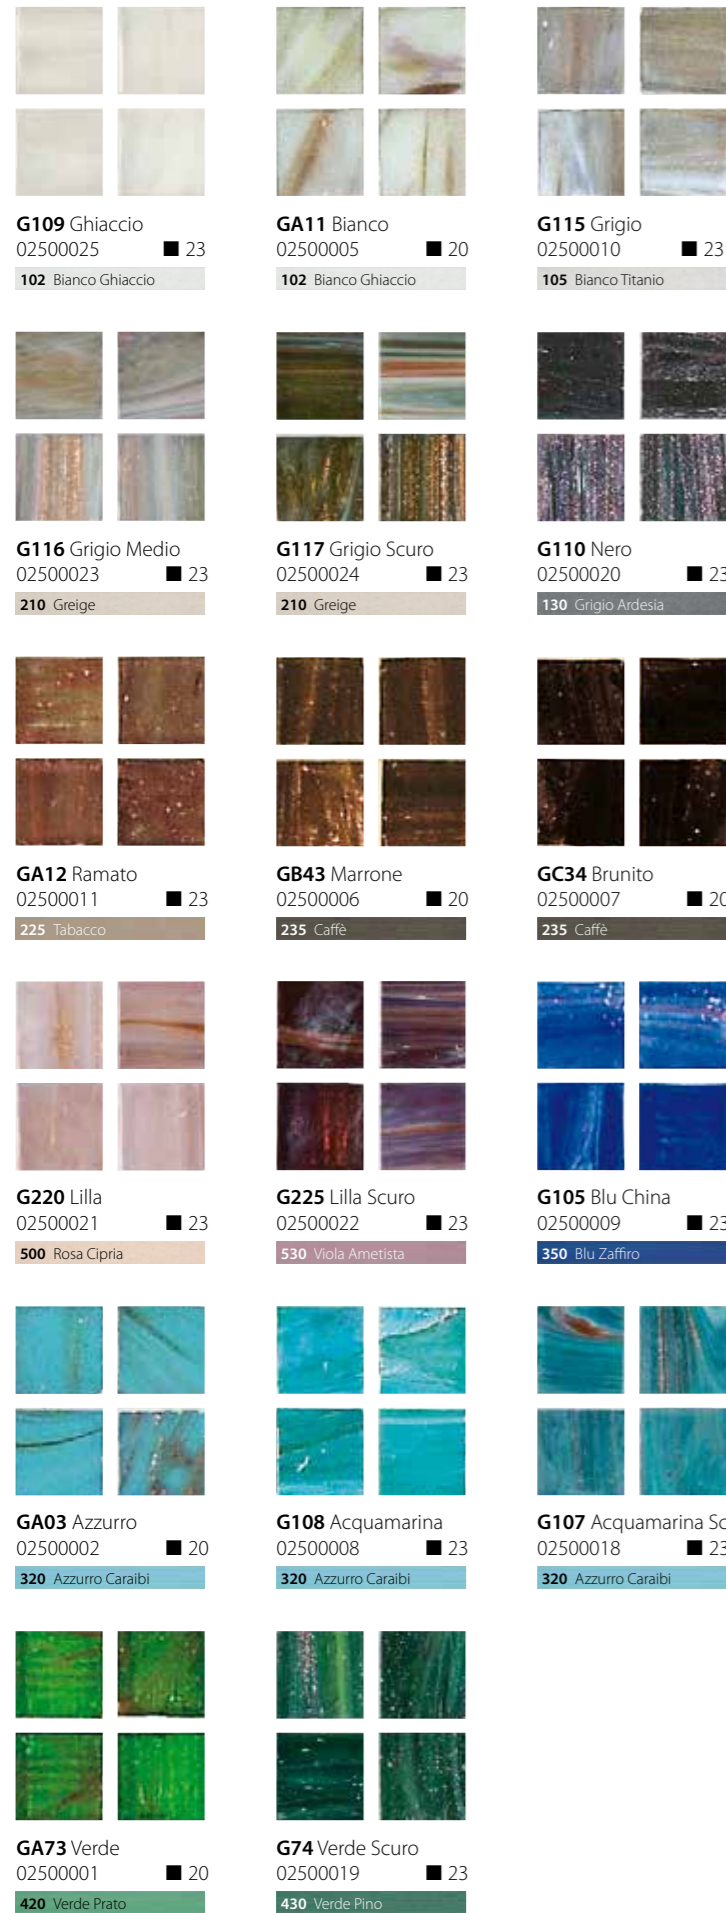 G109 Ghiaccio
02500025 ■ 23
102 Bianco Ghiaccio
GA11 Bianco
02500005 ■ 20
102 Bianco Ghiaccio
G115 Grigio
02500010 ■ 23
105 Bianco Titanio
G116 Grigio Medio
02500023 ■ 23
210 Greige
G117 Grigio Scuro
02500024 ■ 23
210 Greige
G110 Nero
02500020 ■ 23
130 Grigio Ardesia
GA12 Ramato
02500011 ■ 23
225 Tabacco
GB43 Marrone
02500006 ■ 20
235 Caffè
GC34 Brunito
02500007 ■ 20
235 Caffè
G220 Lilla
02500021 ■ 23
500 Rosa Cipria
G225 Lilla Scuro
02500022 ■ 23
530 Viola Ametista
G105 Blu China
02500009 ■ 23
350 Blu Zaffiro
GA03 Azzurro
02500002 ■ 20
320 Azzurro Caraibi
G108 Acquamarina
02500008 ■ 23
320 Azzurro Caraibi
G107 Acquamarina Sc
02500018 ■ 23
320 Azzurro Caraibi
GA73 Verde
02500001 ■ 20
420 Verde Prato
G74 Verde Scuro
02500019 ■ 23
430 Verde Pino